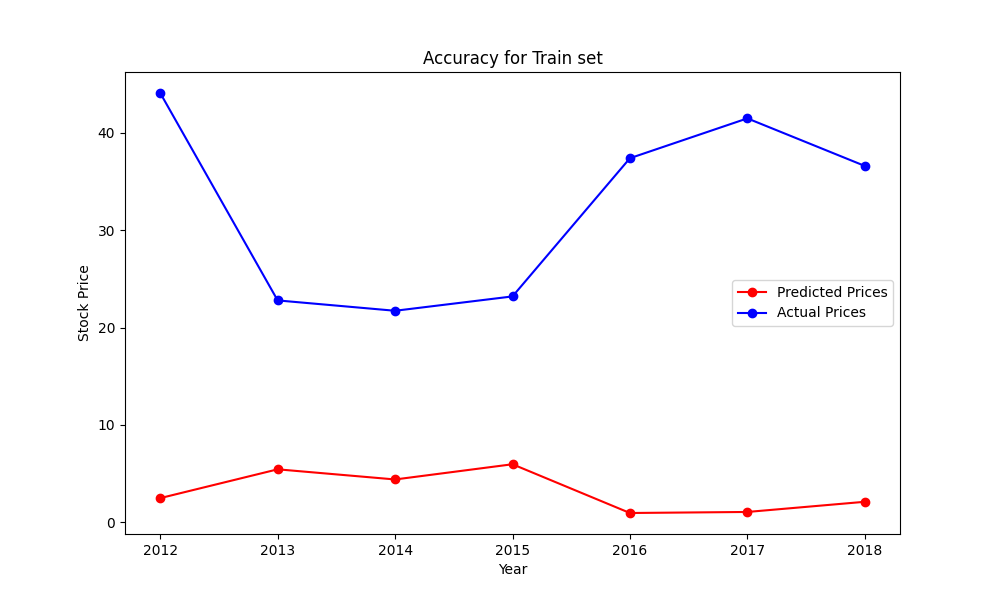 Accuracy for Train set
Stock Price
40
30
20
10
0
Predicted Prices
Actual Prices
2012 2013 2014 2015 2016 2017 2018
Year